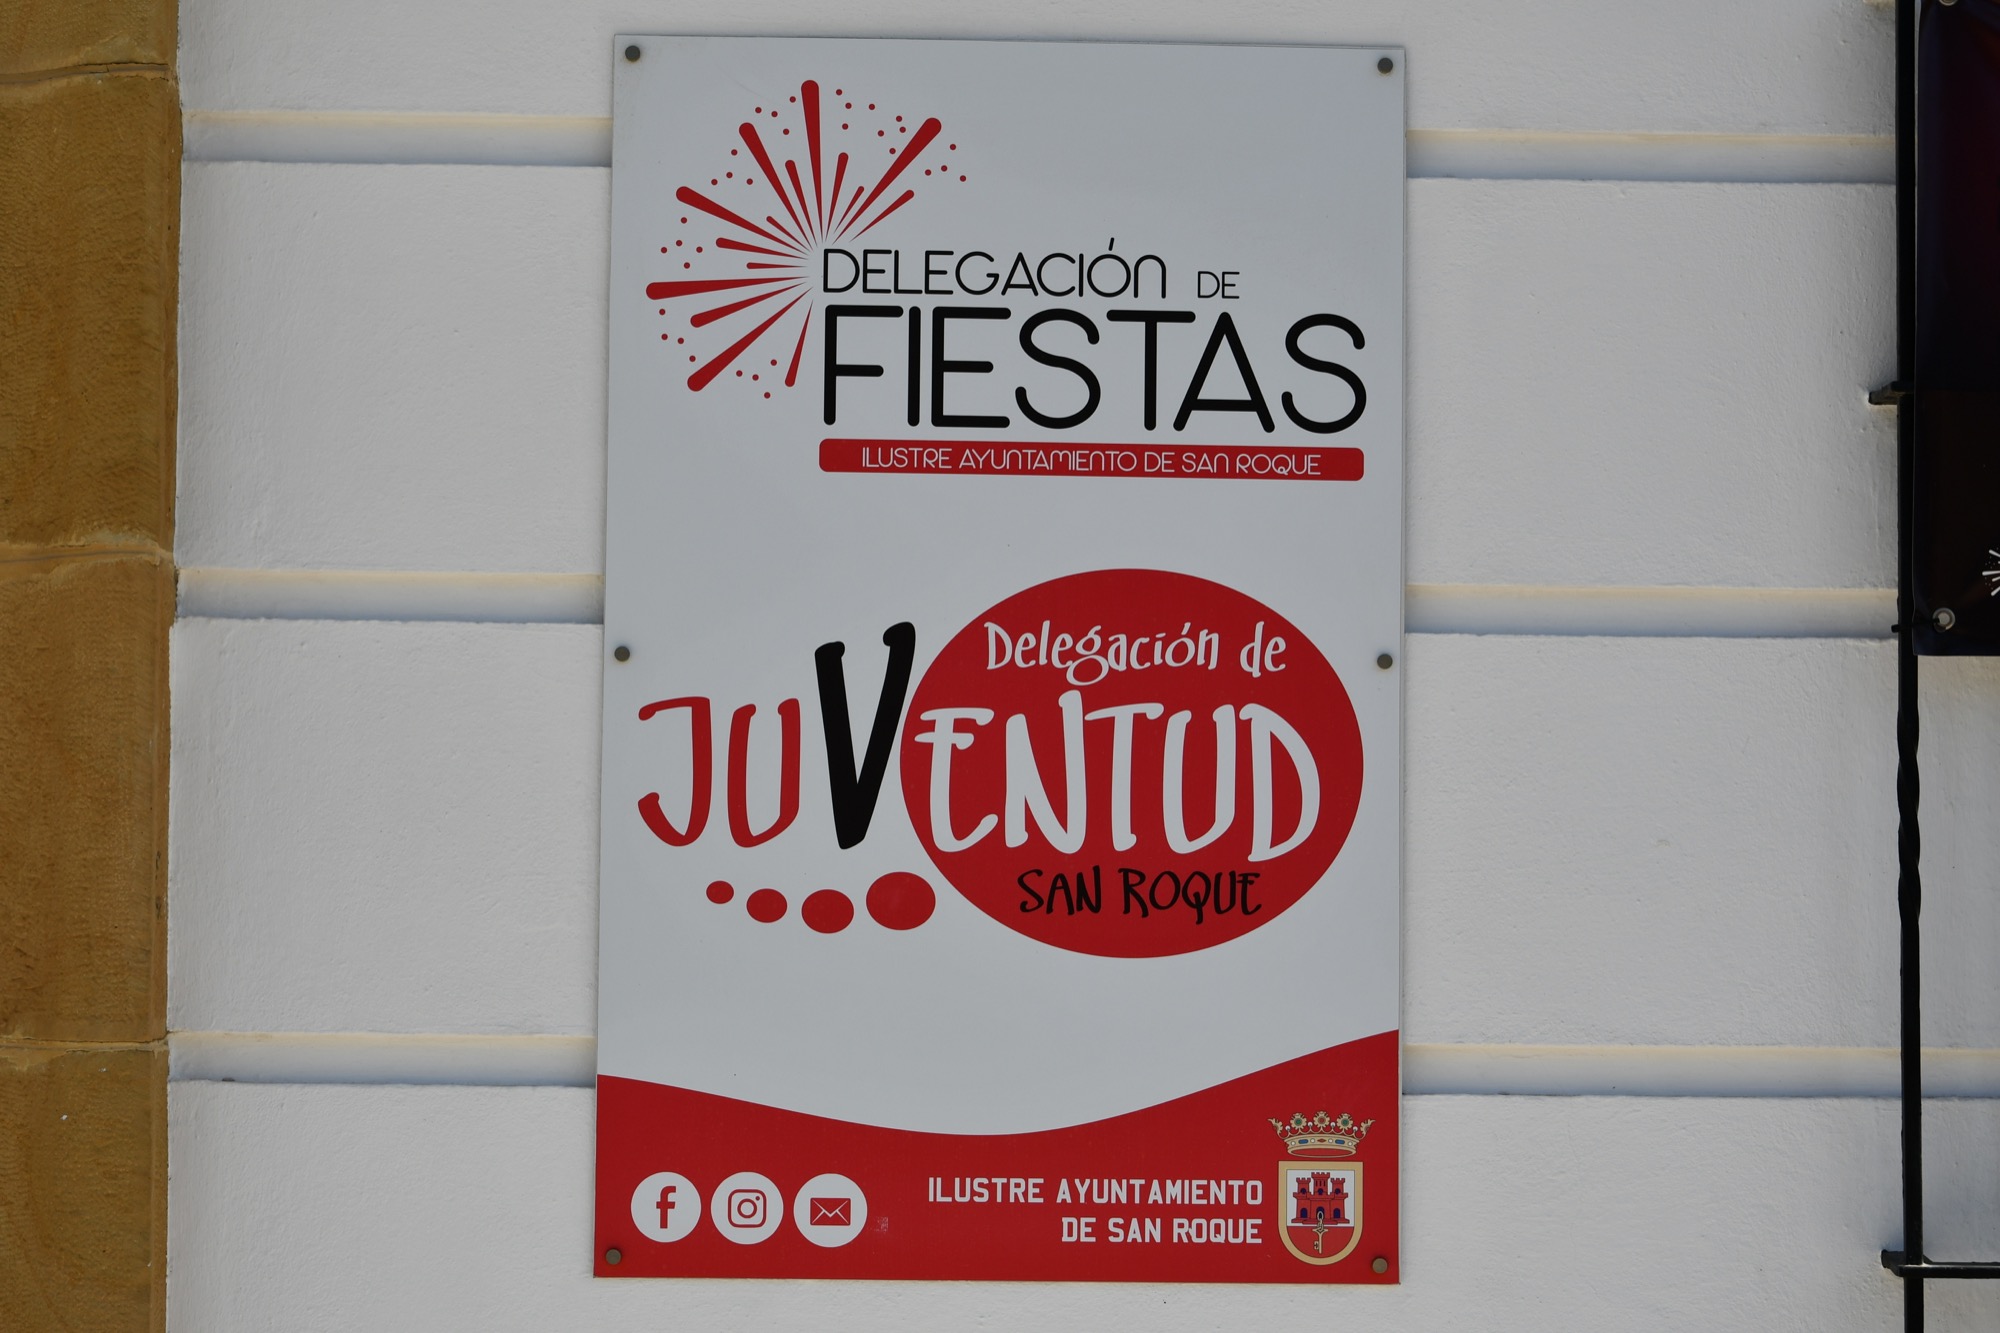 DELEGACIÓN DE
FIESTAS
ILUSTRE AYUNTAMIENTO DE SAN ROQUE
Delegación de
JUVENTUD
SAN ROQUE
ILUSTRE AYUNTAMIENTO
DE SAN ROQUE